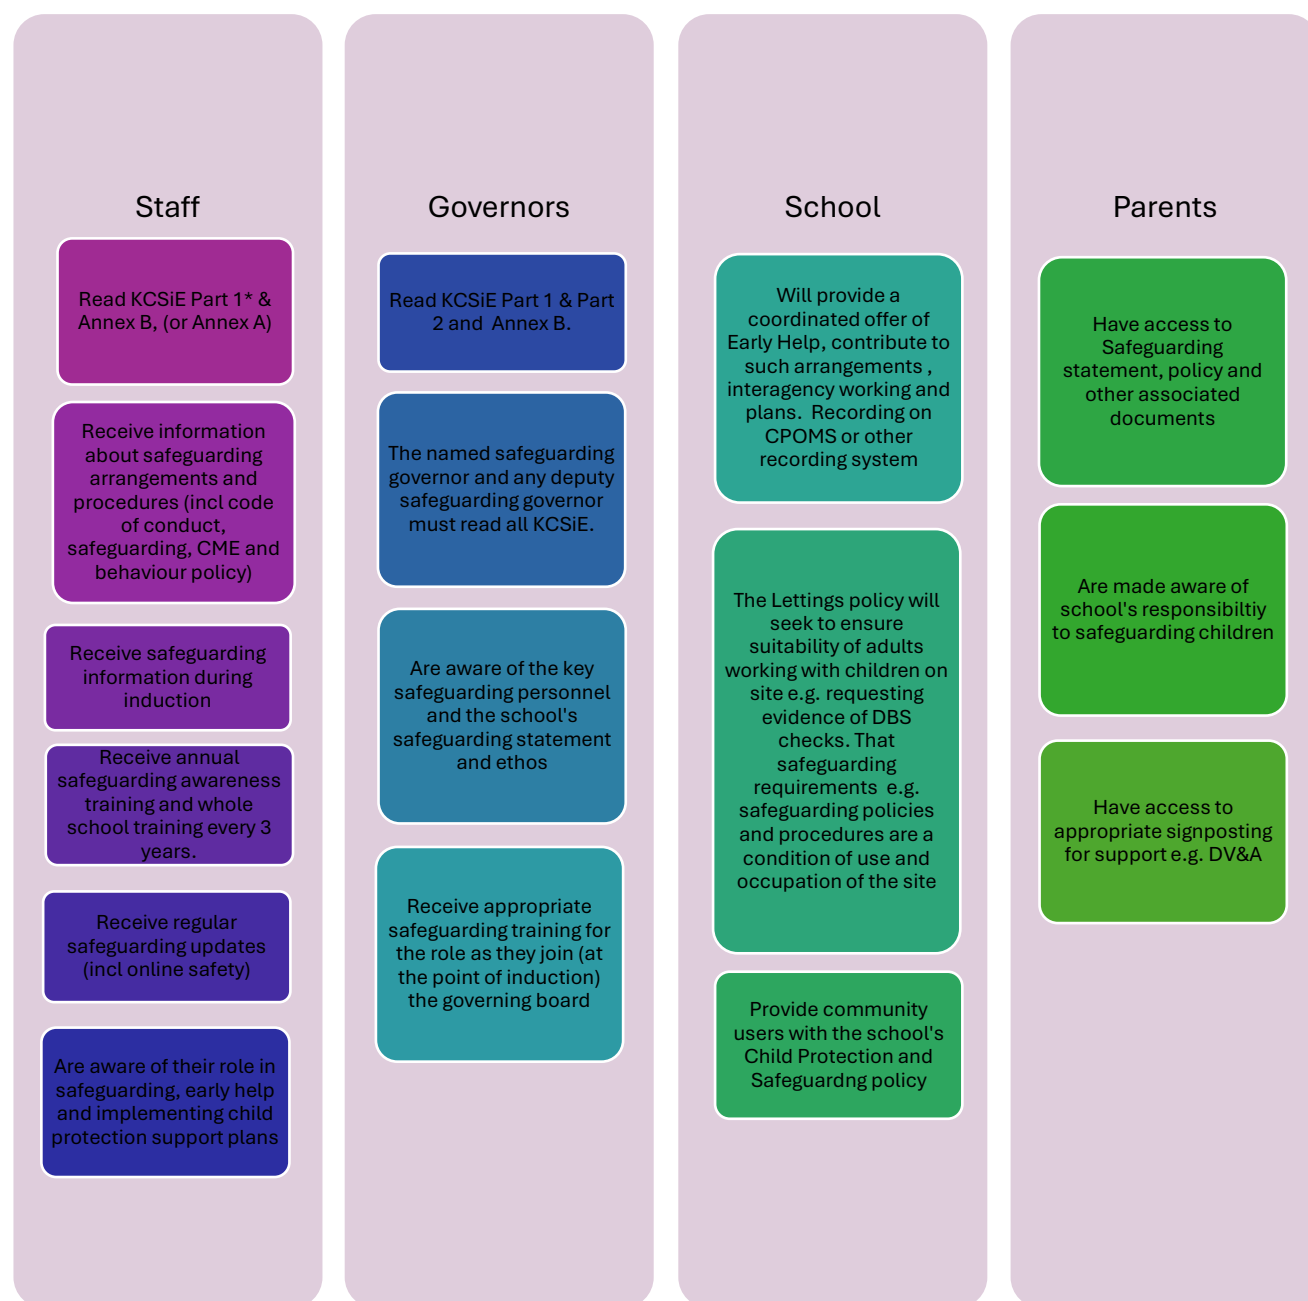 Staff
Read KCSiE Part 1* &
Annex B, (or Annex A)
Receive information
about safeguarding
arrangements and
procedures (incl code
of conduct,
safeguarding, CME and
behaviour policy)
Receive safeguarding
information during
induction
Receive annual
safeguarding awareness
training and whole
school training every 3
years.
Receive regular
safeguarding updates
(incl online safety)
Are aware of their role in
safeguarding, early help
and implementing child
protection support plans
Governors
Read KCSiE Part 1 & Part
2 and Annex B.
The named safeguarding
governor and any deputy
safeguarding governor
must read all KCSiE.
Are aware of the key
safeguarding personnel
and the school's
safeguarding statement
and ethos
Receive appropriate
safeguarding training for
the role as they join (at
the point of induction)
the governing board
School
Will provide a
coordinated offer of
Early Help, contribute to
such arrangements ,
interagency working and
plans. Recording on
CPOMS or other
recording system
The Lettings policy will
seek to ensure
suitability of adults
working with children on
site e.g. requesting
evidence of DBS
checks. That
safeguarding
requirements e.g.
safeguarding policies
and procedures are a
condition of use and
occupation of the site
Provide community
users with the school's
Child Protection and
Safeguardng policy
Parents
Have access to
Safeguarding
statement, policy and
other associated
documents
Are made aware of
school's responsibiltiy
to safeguarding children
Have access to
appropriate signposting
for support e.g. DV&A